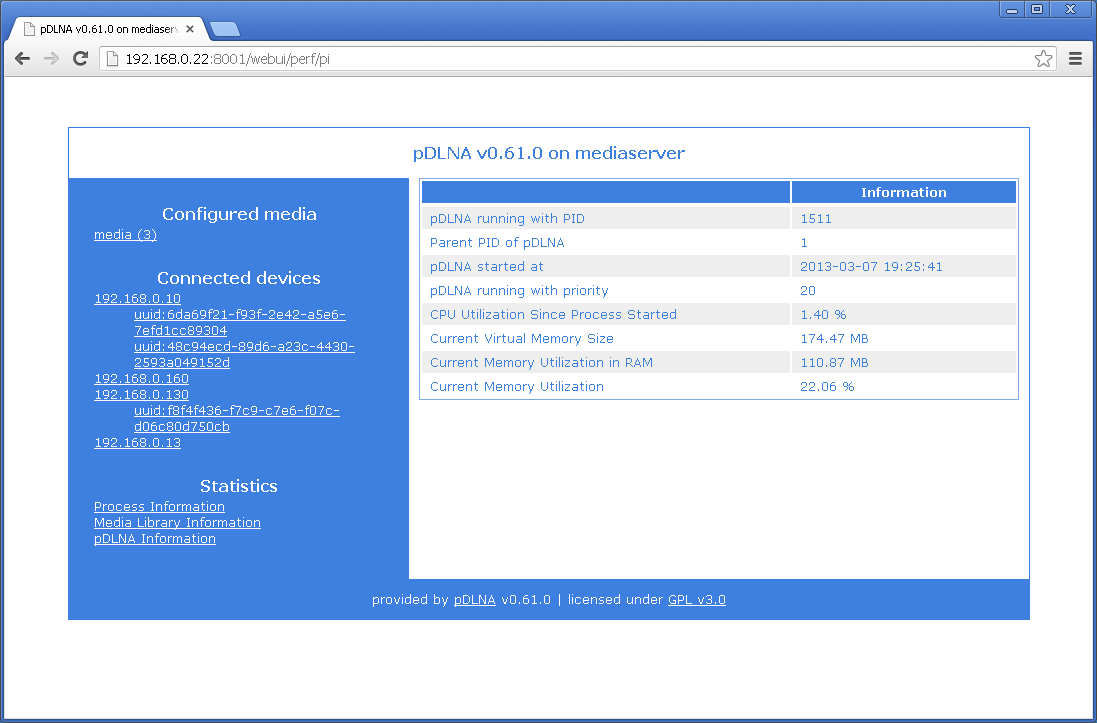 pDLNA v0.61.0 on mediaserv
192.168.0.22:8001/webui/perf/pi
pDLNA v0.61.0 on mediaserver
Configured media
media (3)
Connected devices
192.168.0.10
uuid:6da69f21-f93f-2e42-a5e6-
7efd1cc89304
uuid:48c94ecd-89d6-a23c-4430-
2593a049152d
192.168.0.160
192.168.0.130
uuid:f8f4f436-f7c9-c7e6-f07c-
d06c80d750cb
192.168.0.13
Statistics
Process Information
Media Library Information
pDLNA Information
Information
pDLNA running with PID 1511
Parent PID of pDLNA 1
pDLNA started at 2013-03-07 19:25:41
pDLNA running with priority 20
CPU Utilization Since Process Started 1.40 %
Current Virtual Memory Size 174.47 MB
Current Memory Utilization in RAM 110.87 MB
Current Memory Utilization 22.06 %
provided by pDLNA v0.61.0 | licensed under GPL v3.0